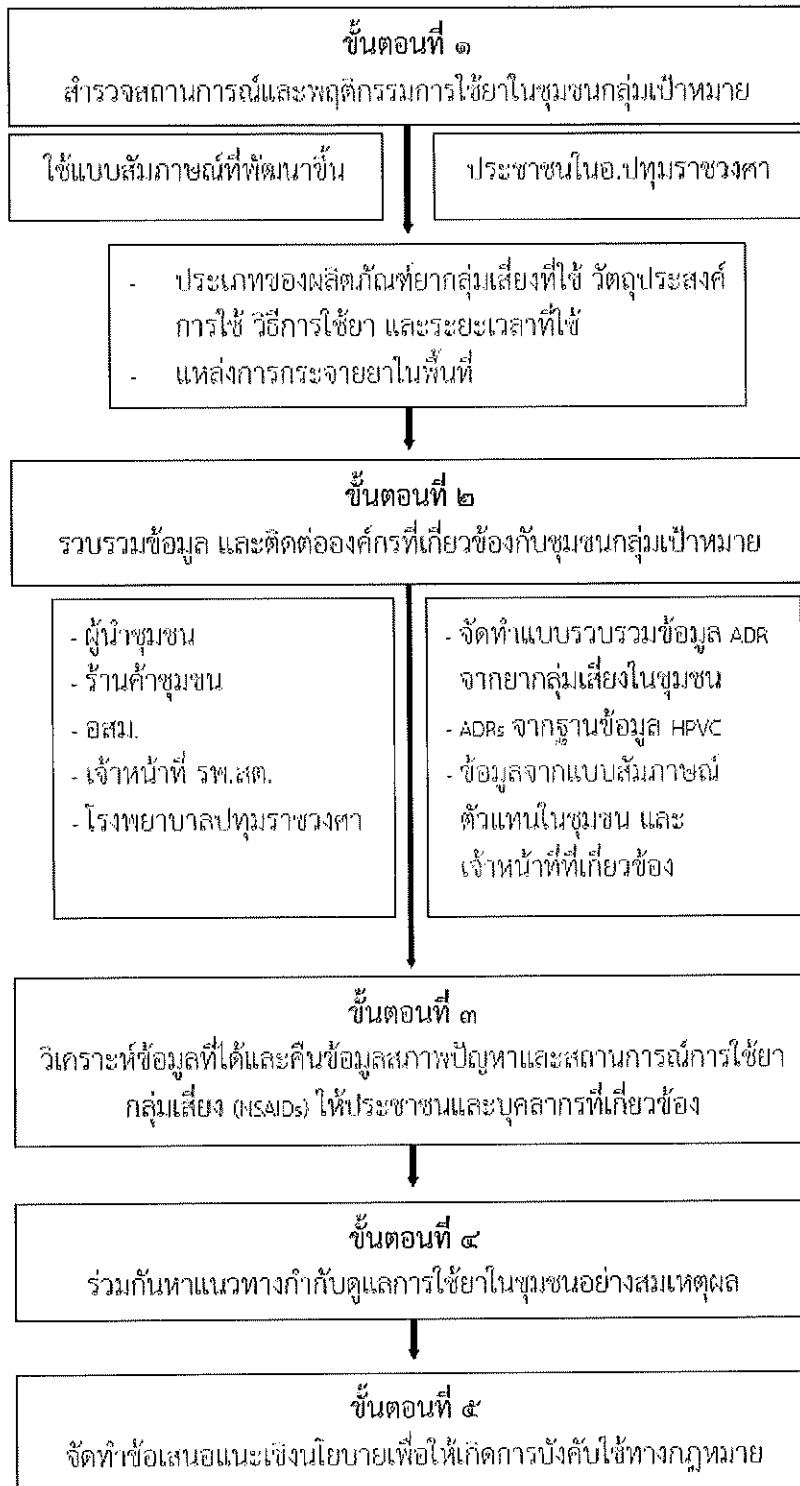 ขั้นตอนที่ ๑
สำรวจสถานการณ์และพฤติกรรมการใช้ยาในชุมชนกลุ่มเป้าหมาย
ใช้แบบสัมภาษณ์ที่พัฒนาขึ้น
ประชาชนในอ.ปทุมราชวงศา
- ประเภทของผลิตภัณฑ์ยากลุ่มเสี่ยงที่ใช้ วัตถุประสงค์
การใช้ วิธีการใช้ยา และระยะเวลาที่ใช้
- แหล่งการกระจายยาในพื้นที่
ขั้นตอนที่ ๒
รวบรวมข้อมูล และติดต่อองค์กรที่เกี่ยวข้องกับชุมชนกลุ่มเป้าหมาย
- ผู้นำชุมชน
- ร้านค้าชุมชน
- อสม.
- เจ้าหน้าที่ รพ.สต.
- โรงพยาบาลปทุมราชวงศา
- จัดทำแบบรวบรวมข้อมูล ADR
จากยากลุ่มเสี่ยงในชุมชน
- ADRs จากฐานข้อมูล HPVC
- ข้อมูลจากแบบสัมภาษณ์
ตัวแทนในชุมชน และ
เจ้าหน้าที่ที่เกี่ยวข้อง
ขั้นตอนที่ ๓
วิเคราะห์ข้อมูลที่ได้และคืนข้อมูลสภาพปัญหาและสถานการณ์การใช้ยา
กลุ่มเสี่ยง (NSAIDs) ให้ประชาชนและบุคลากรที่เกี่ยวข้อง
ขั้นตอนที่ ๔
ร่วมกันหาแนวทางกำกับดูแลการใช้ยาในชุมชนอย่างสมเหตุผล
ขั้นตอนที่ ๕
จัดทำข้อเสนอแนะเชิงนโยบายเพื่อให้เกิดการบังคับใช้ทางกฎหมาย